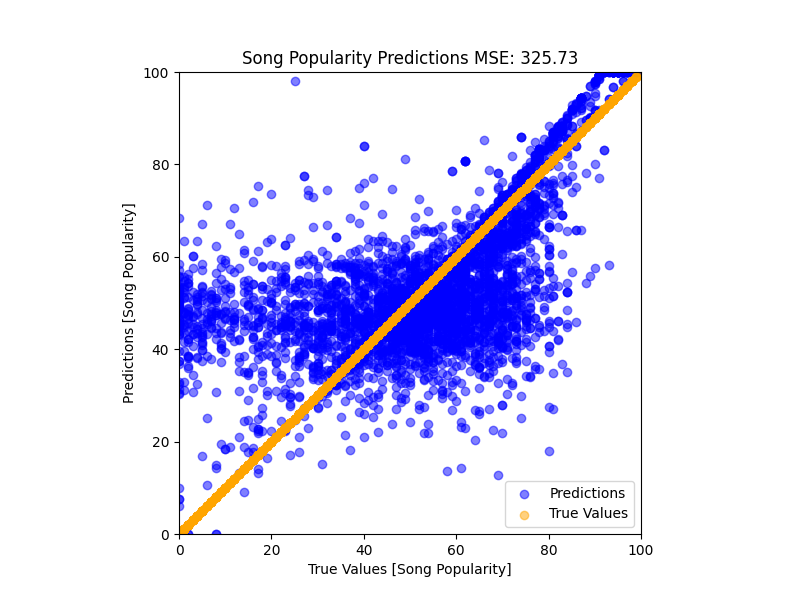 Song Popularity Predictions MSE: 325.73
100
80
60
40
20
0
Predictions [Song Popularity]
0 20 40 60 80 100
True Values [Song Popularity]
Predictions
True Values